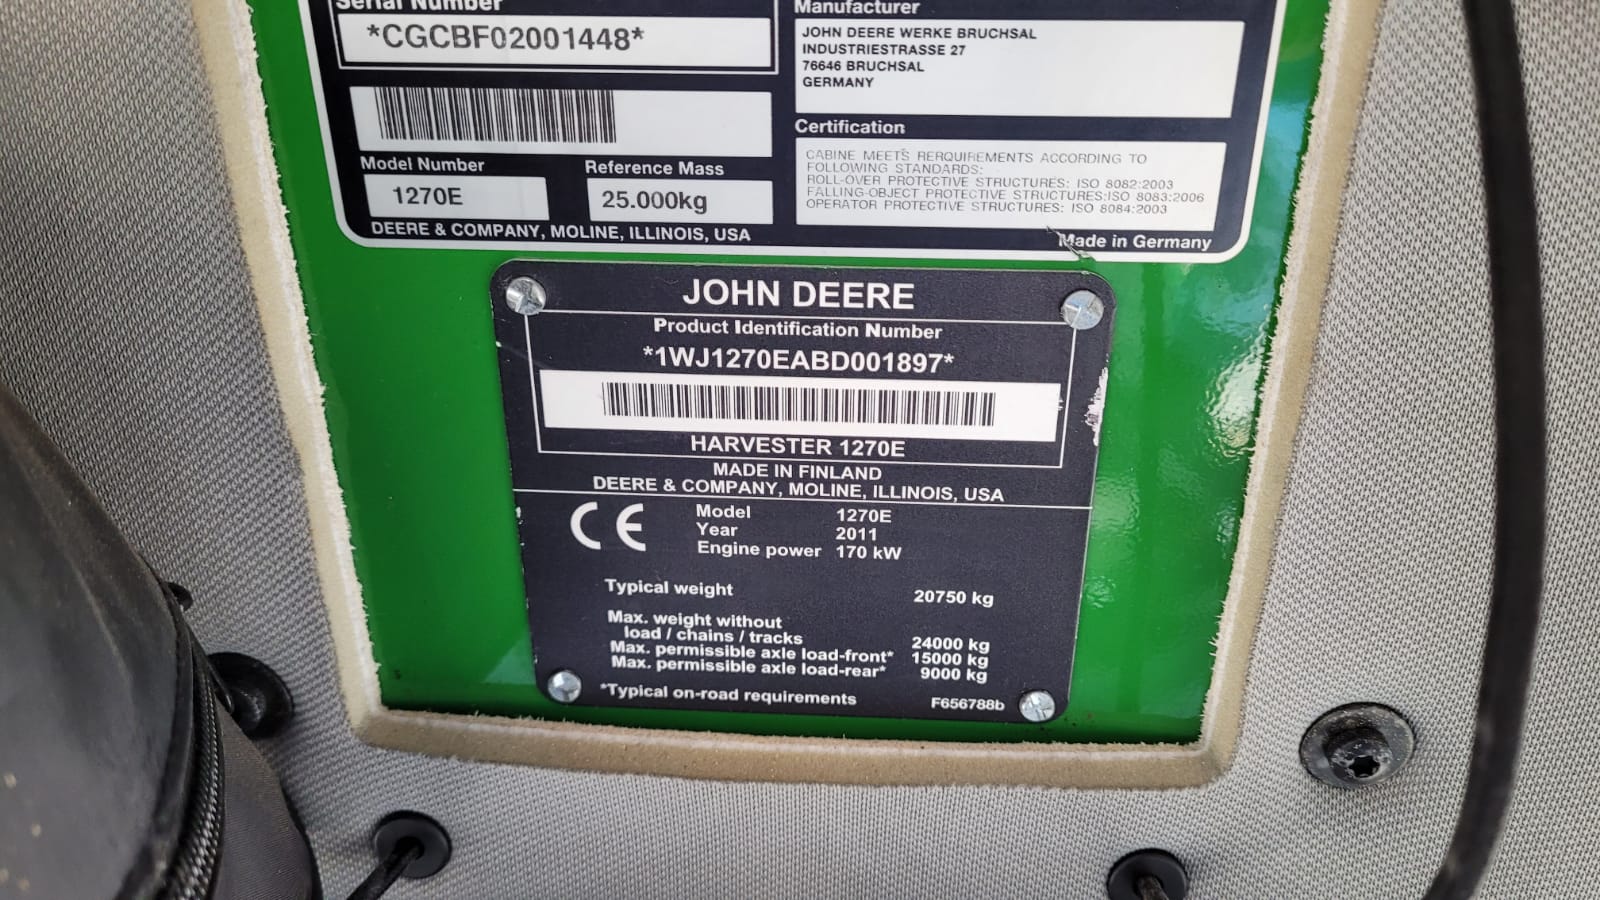 Serial Number
*CGCBF02001448*
Model Number
Reference Mass
1270E
25.000kg
DEERE & COMPANY, MOLINE, ILLINOIS, USA
Manufacturer
JOHN DEERE WERKE BRUCHSAL
INDUSTRIESTRASSE 27
76646 BRUCHSAL
GERMANY
Certification
CABINE MEETS RERQUIREMENTS ACCORDING TO
FOLLOWING STANDARDS:
ROLL-OVER PROTECTIVE STRUCTURES: ISO 8082:2003
FALLING-OBJECT PROTECTIVE STRUCTURES:ISO 8083:2006
OPERATOR PROTECTIVE STRUCTURES: ISO 8084:2003
Made in Germany
JOHN DEERE
Product Identification Number
*1WJ1270EABD001897*
HARVESTER 1270E
MADE IN FINLAND
DEERE & COMPANY, MOLINE, ILLINOIS, USA
CE
Model 1270E
Year 2011
Engine power 170 kW
Typical weight 20750 kg
Max. weight without
load / chains / tracks 24000 kg
Max. permissible axle load-front* 15000 kg
Max. permissible axle load-rear* 9000 kg
*Typical on-road requirements F656788b